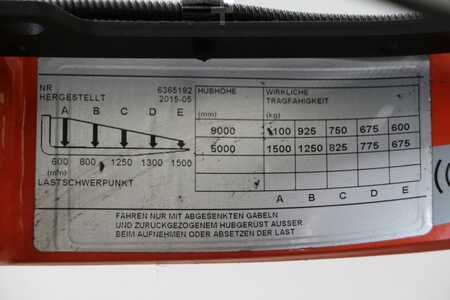 NR 6365192
HERGESTELLT 2015-05
A B C D E
600 800 1250 1300 1500
(mm)
LASTSCHWERPUNKT
HUBHÖHE WIRKLICHE
TRAGFÄHIGKEIT
(mm) (kg)
9000 1100 925 750 675 600
5000 1500 1250 825 775 675
A B C D E
FAHREN NUR MIT ABGESENKTEN GABELN
UND ZURÜCKGEZOGENEM HUBGERÜST AUSSER
BEIM AUFNEHMEN ODER ABSETZEN DER LAST